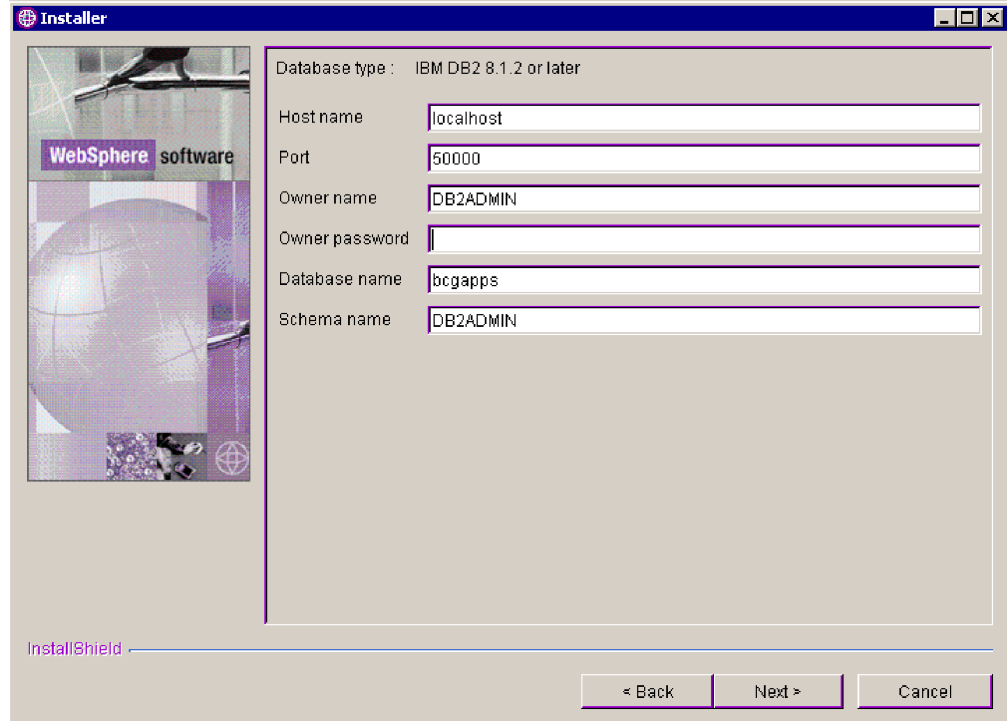 Installer
WebSphere software
Database type : IBM DB2 8.1.2 or later
Host name localhost
Port 50000
Owner name DB2ADMIN
Owner password
Database name bcgapps
Schema name DB2ADMIN
InstallShield
< Back Next > Cancel